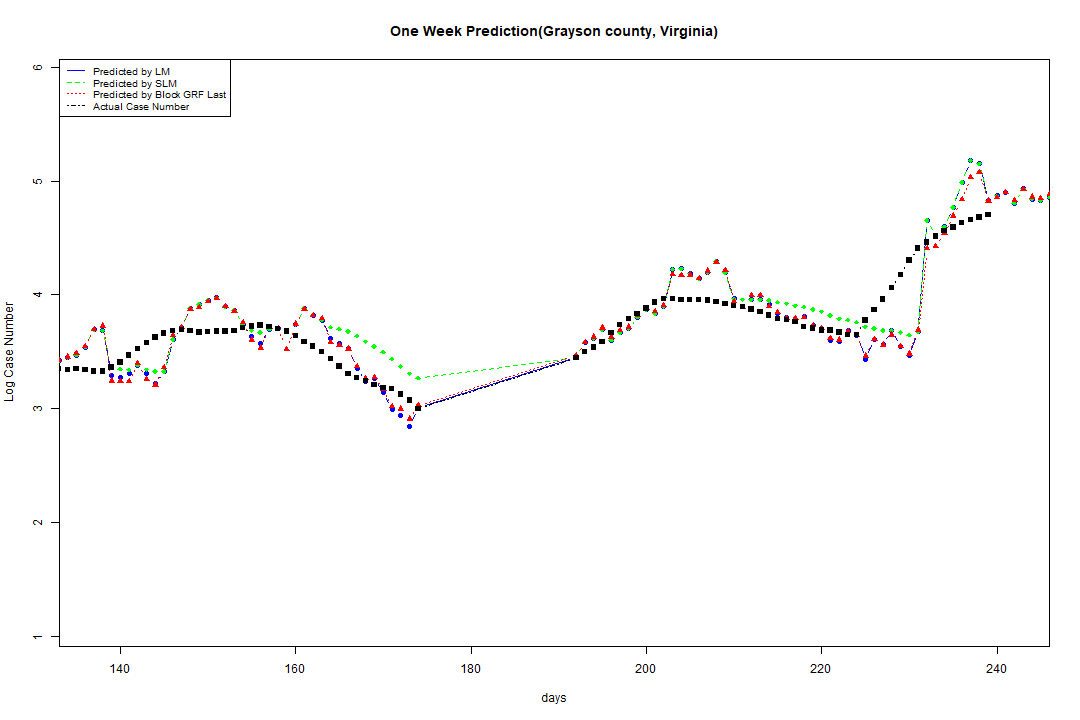 One Week Prediction(Grayson county, Virginia)
Predicted by LM
Predicted by SLM
Predicted by Block GRF Last
Actual Case Number
6
5
4
3
2
1
Log Case Number
140 160 180 200 220 240
days